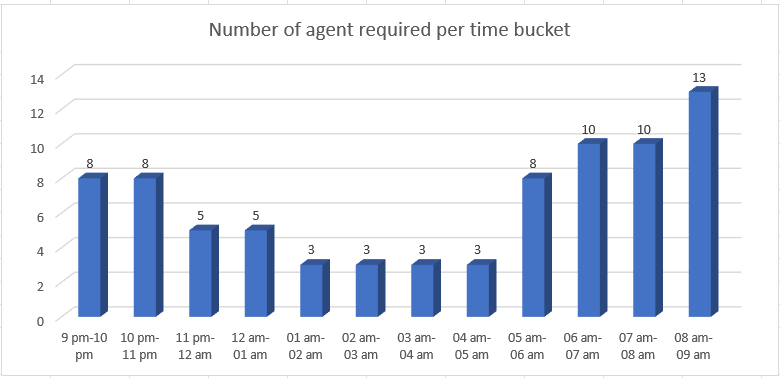 Number of agent required per time bucket
14
12
10
8
6
4
2
0
8
8
5
5
3
3
3
3
8
10
10
13
9 pm-10
pm
10 pm-
11 pm
11 pm-
12 am
12 am-
01 am
01 am-
02 am
02 am-
03 am
03 am-
04 am
04 am-
05 am
05 am-
06 am
06 am-
07 am
07 am-
08 am
08 am-
09 am